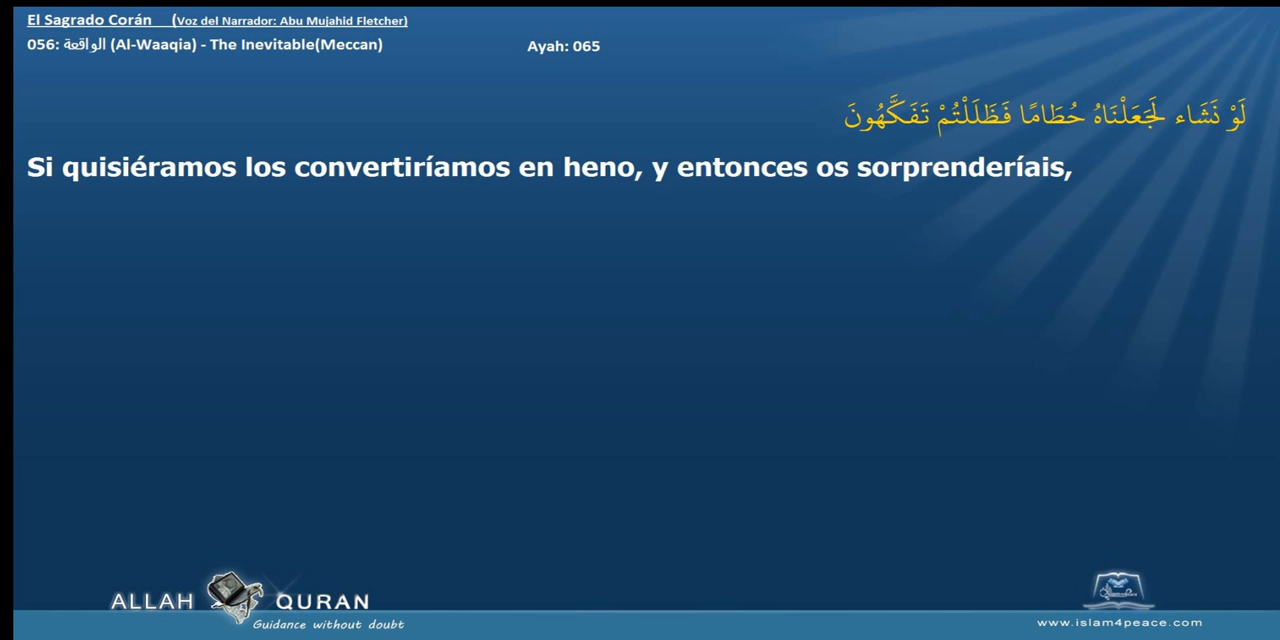 El Sagrado Corán (Voz del Narrador: Abu Mujahid Fletcher)
056: الواقعة (Al-Waaqia) - The Inevitable(Meccan) Ayah: 065
لَوْ نَشَاء لَجَعَلْنَاهُ حُطَامًا فَظَلَلْتُمْ تَفَكَّهُونَ
Si quisiéramos los convertiríamos en heno, y entonces os sorprenderíais,
ALLAH QURAN
Guidance without doubt
www.islam4peace.com